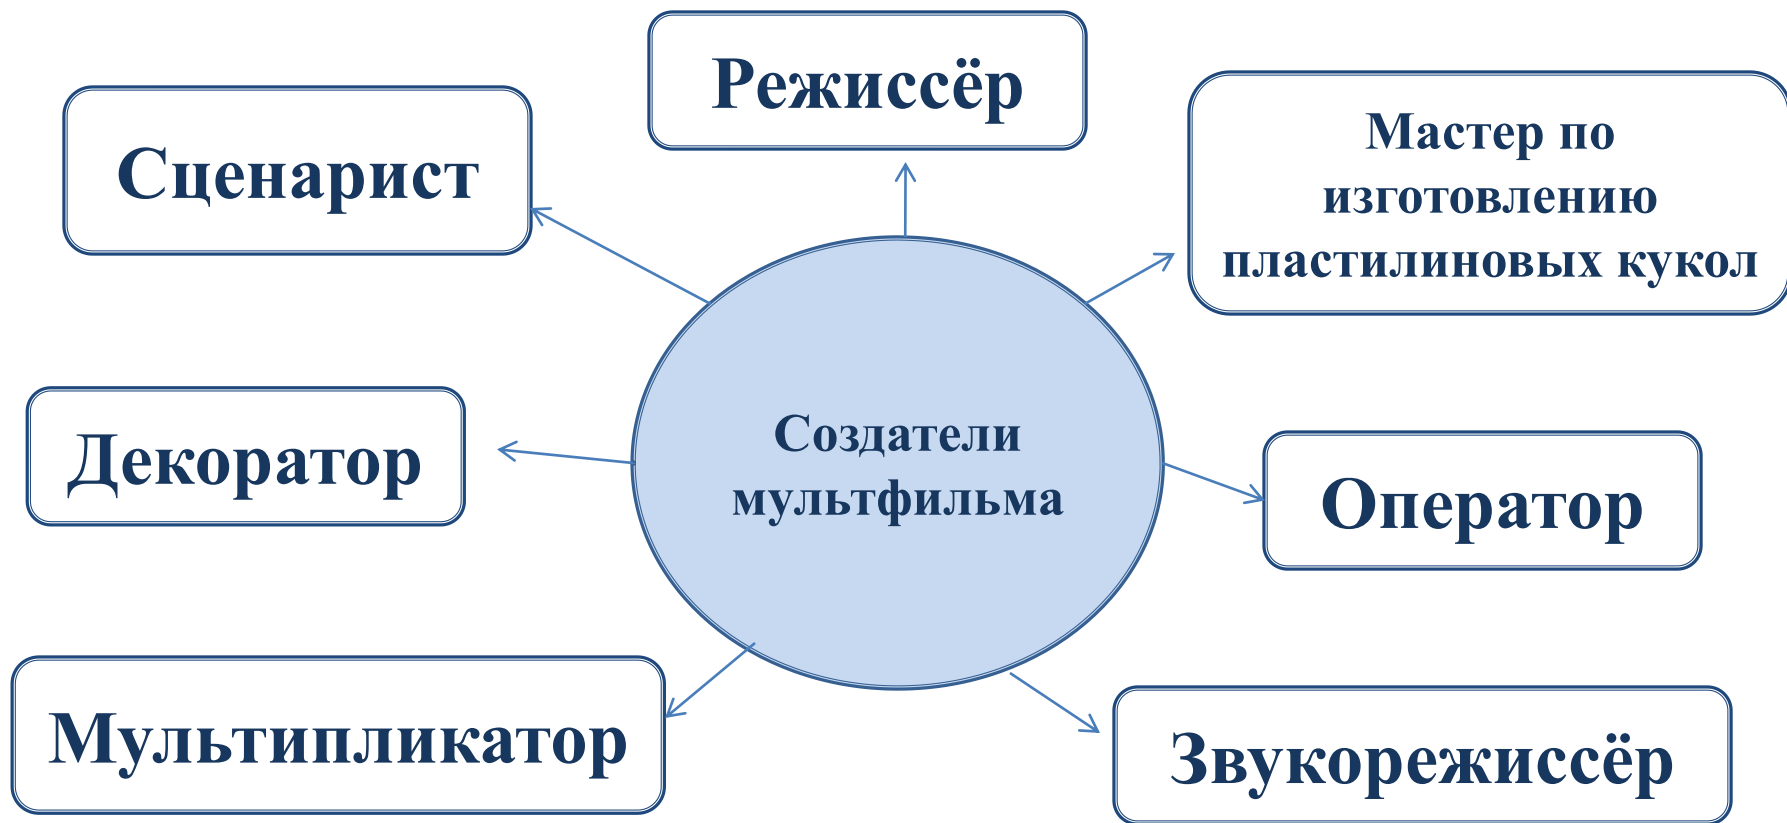 Режиссёр
Сценарист
Мастер по
изготовлению
пластилиновых кукол
Декоратор
Создатели
мультфильма
Оператор
Мультипликатор
Звукорежиссёр